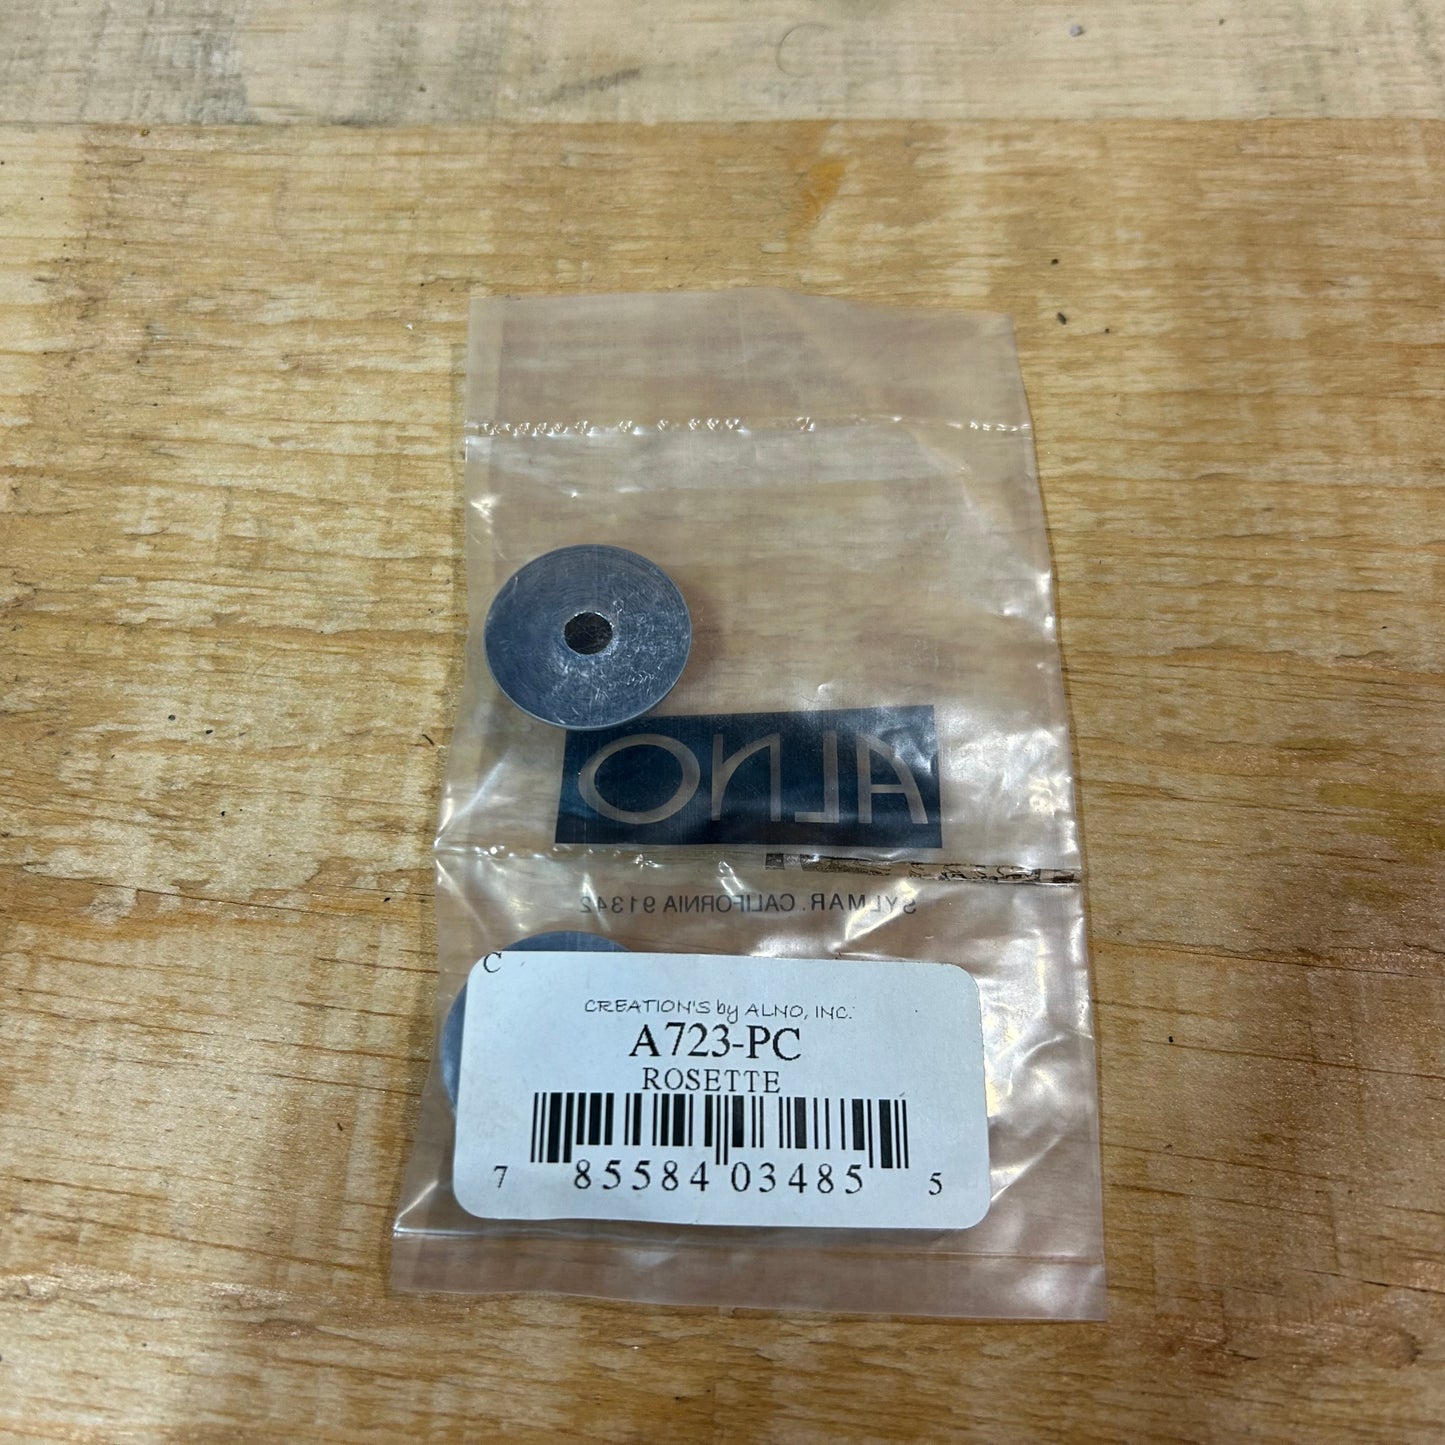 ALNO
SYLMAR, CALIFORNIA 91342
C
CREATION'S by ALNO, INC.
A723-PC
ROSETTE
7 85584 03485 5